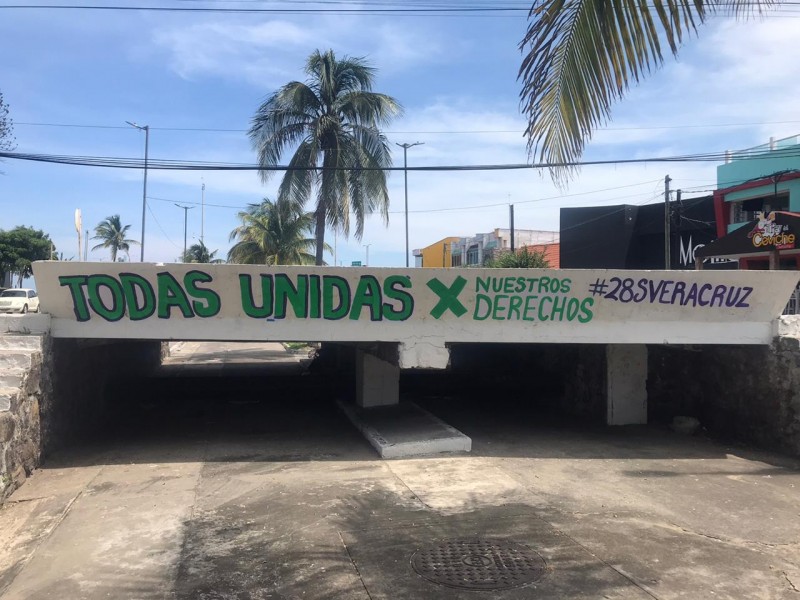 TODAS UNIDAS X NUESTROS DERECHOS #28SVERACRUZ
Ceviche